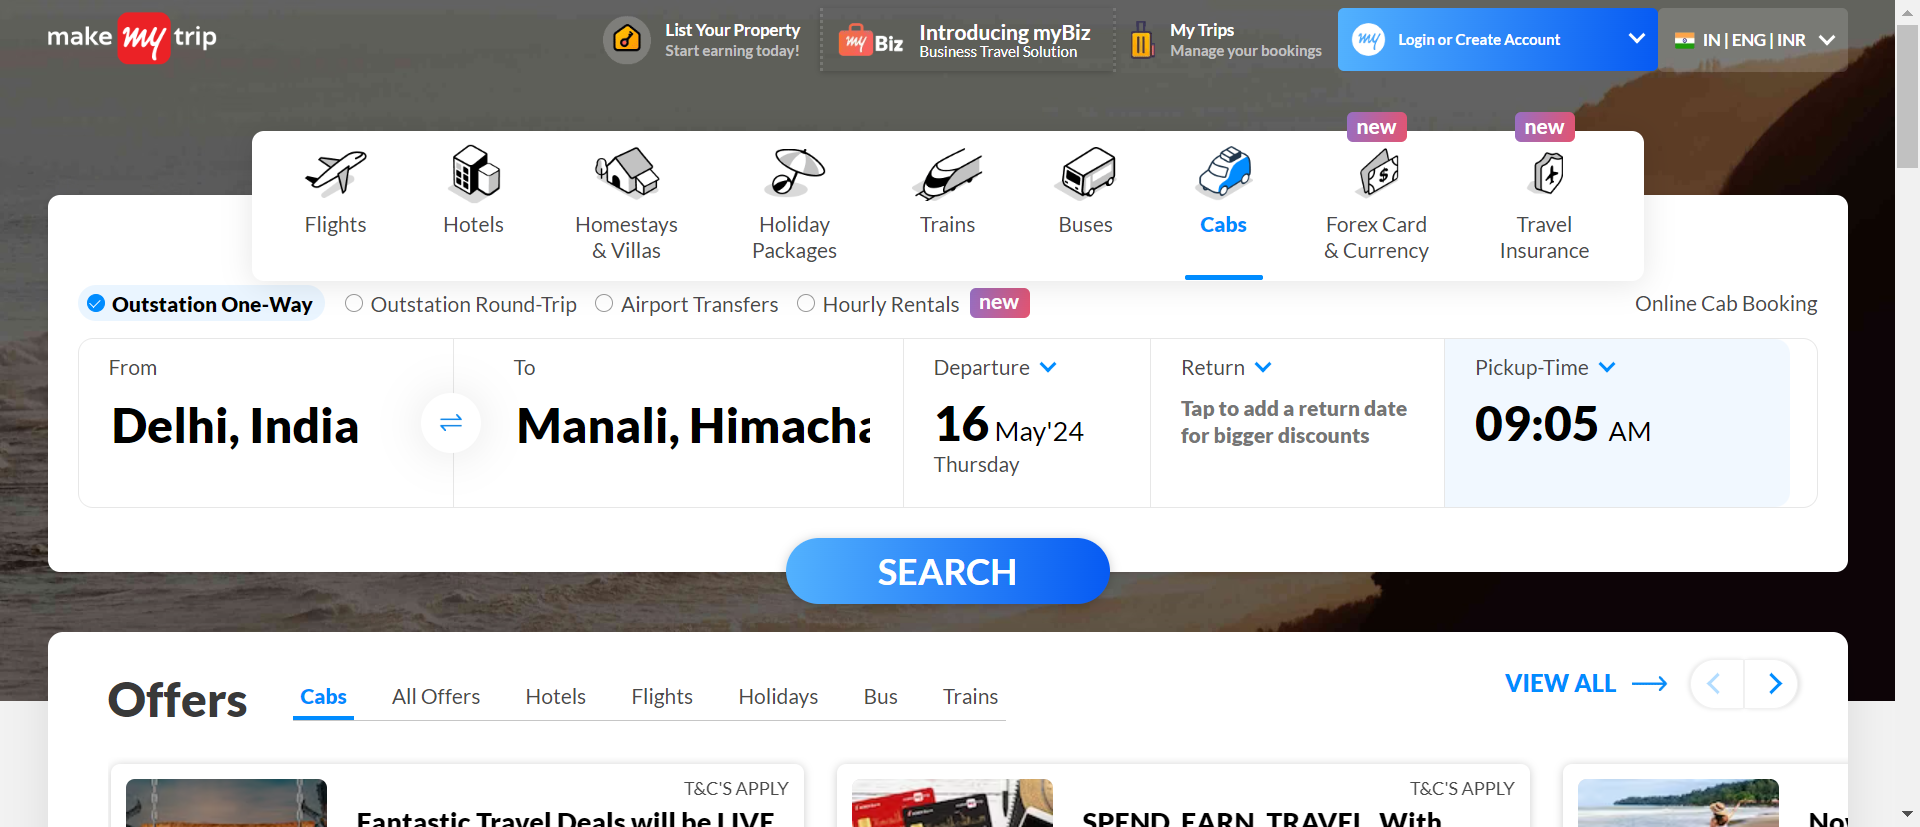 make my trip
List Your Property
Start earning today!
my Biz
Introducing myBiz
Business Travel Solution
My Trips
Manage your bookings
my
Login or Create Account
IN | ENG | INR
new
new
Flights
Hotels
Homestays
& Villas
Holiday
Packages
Trains
Buses
Cabs
Forex Card
& Currency
Travel
Insurance
Outstation One-Way
Outstation Round-Trip
Airport Transfers
Hourly Rentals
new
Online Cab Booking
From
Delhi, India
To
Manali, Himacha
Departure
16 May'24
Thursday
Return
Tap to add a return date
for bigger discounts
Pickup-Time
09:05 AM
SEARCH
Offers
Cabs
All Offers
Hotels
Flights
Holidays
Bus
Trains
VIEW ALL
T&C'S APPLY
Fantastic Travel Deals will be LIVE
T&C'S APPLY
SPEND. EARN. TRAVEL. With